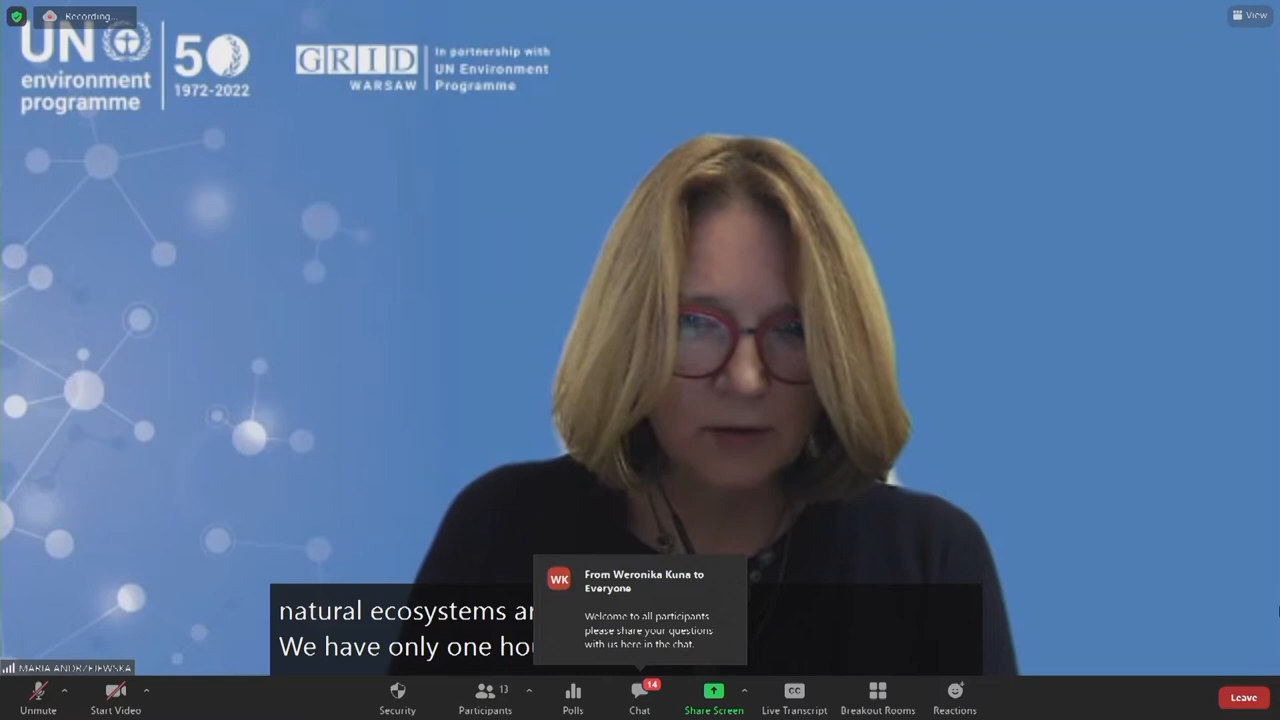 Recording...
View
UN
environment
programme
50
1972-2022
GRID
WARSAW
In partnership with
UN Environment
Programme
natural ecosystems
We have only one
WK
From Weronika Kuna to
Everyone
Welcome to all participants
please share your questions
with us here in the chat.
MARIA ANDRZEJEWSKA
Unmute
Start Video
Security
Participants
13
Polls
Chat
14
Share Screen
CC
Live Transcript
Breakout Rooms
Reactions
Leave